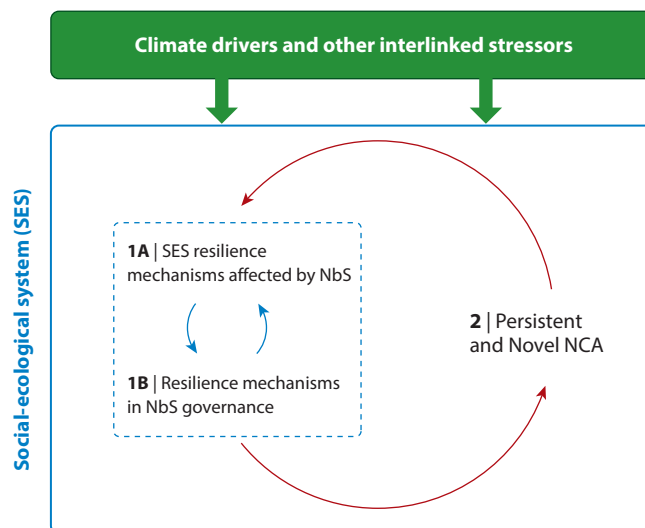 Climate drivers and other interlinked stressors
Social-ecological system (SES)
1A | SES resilience
mechanisms affected by NbS
1B | Resilience mechanisms
in NbS governance
2 | Persistent
and Novel NCA